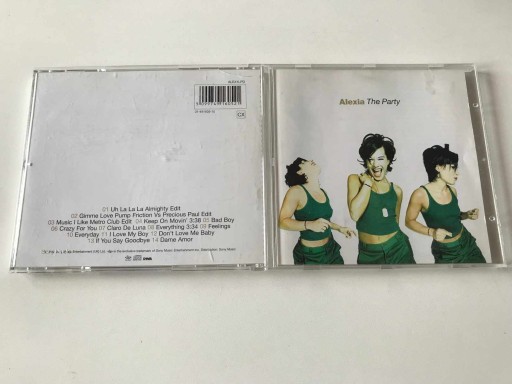 01 Uh La La La Almighty Edit
02 Gimme Love Pump Friction Vs Precious Paul Edit
03 Music I Like Metro Club Edit 04 Keep On Movin' 3:38 05 Bad Boy
06 Crazy For You 07 Claro De Luna 08 Everything 3:34 09 Feelings
10 Everyday 11 I Love My Boy 12 Don't Love Me Baby
13 If You Say Goodbye 14 Dame Amor
Alexia The Party